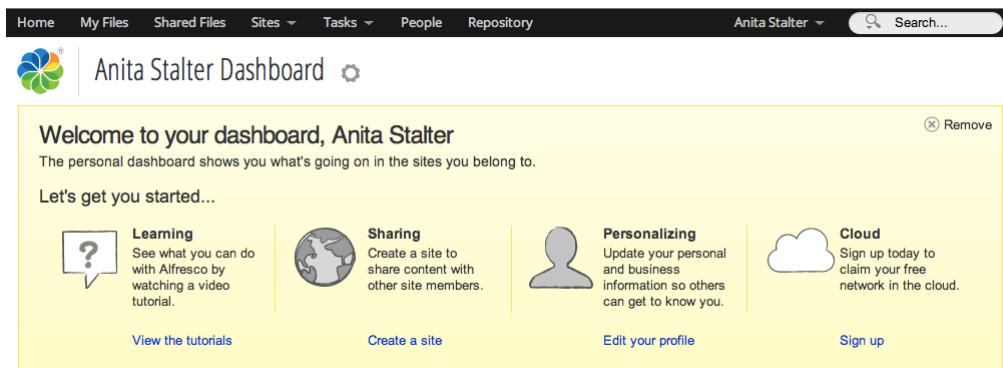 Home My Files Shared Files Sites Tasks People Repository Anita Stalter Search...
Anita Stalter Dashboard
Welcome to your dashboard, Anita Stalter
Remove
The personal dashboard shows you what's going on in the sites you belong to.
Let's get you started...
Learning
See what you can do
with Alfresco by
watching a video
tutorial.
View the tutorials
Sharing
Create a site to
share content with
other site members.
Create a site
Personalizing
Update your personal
and business
information so others
can get to know you.
Edit your profile
Cloud
Sign up today to
claim your free
network in the cloud.
Sign up